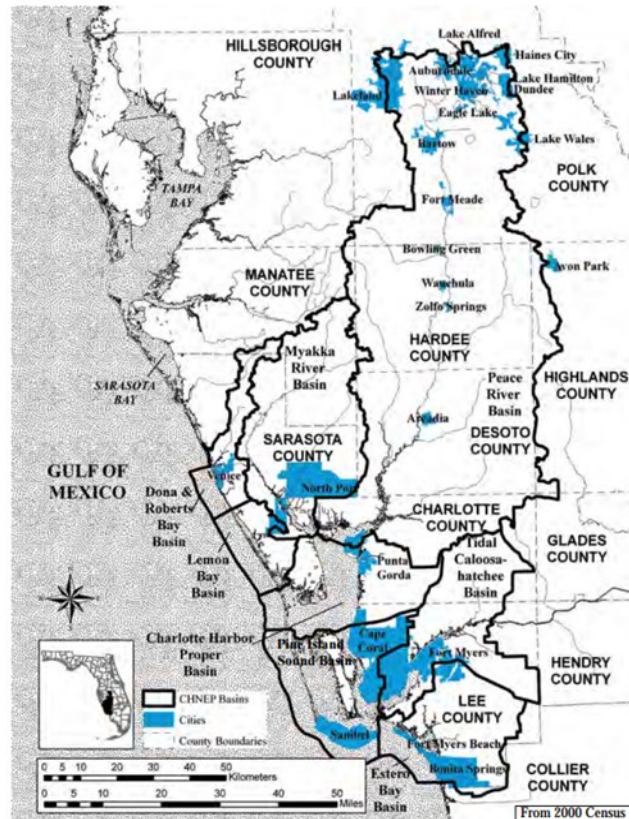 Lake Alfred
HILLSBOROUGH
COUNTY
Haines City
Auburndale
Lake Hamilton
Lakeland
Winter Haven
Dundee
Eagle Lake
Bartow
Lake Wales
POLK
COUNTY
TAMPA
BAY
Fort Meade
Bowling Green
Avon Park
MANATEE
COUNTY
Wauchula
Zolfo Springs
HARDEE
COUNTY
Myakka
River
Basin
SARASOTA
BAY
Peace
River
Basin
HIGHLANDS
COUNTY
Arcadia
DESOTO
COUNTY
SARASOTA
COUNTY
GULF OF
MEXICO
Venice
North Port
Dona &
Roberts
Bay
Basin
CHARLOTTE
COUNTY
Tidal
Caloosa-
hatchee
Basin
GLADES
COUNTY
Lemon
Bay
Basin
Punta
Gorda
Charlotte Harbor
Proper
Basin
Pine Island
Sound Basin
Cape
Coral
Fort Myers
HENDRY
COUNTY
LEE
COUNTY
CHNEP Basins
Cities
County Boundaries
Sanibel
Fort Myers Beach
Bonita Springs
Estero
Bay
Basin
COLLIER
COUNTY
0 5 10 20 30 40 50
Kilometers
0 5 10 20 30 40 50
Miles
From 2000 Census